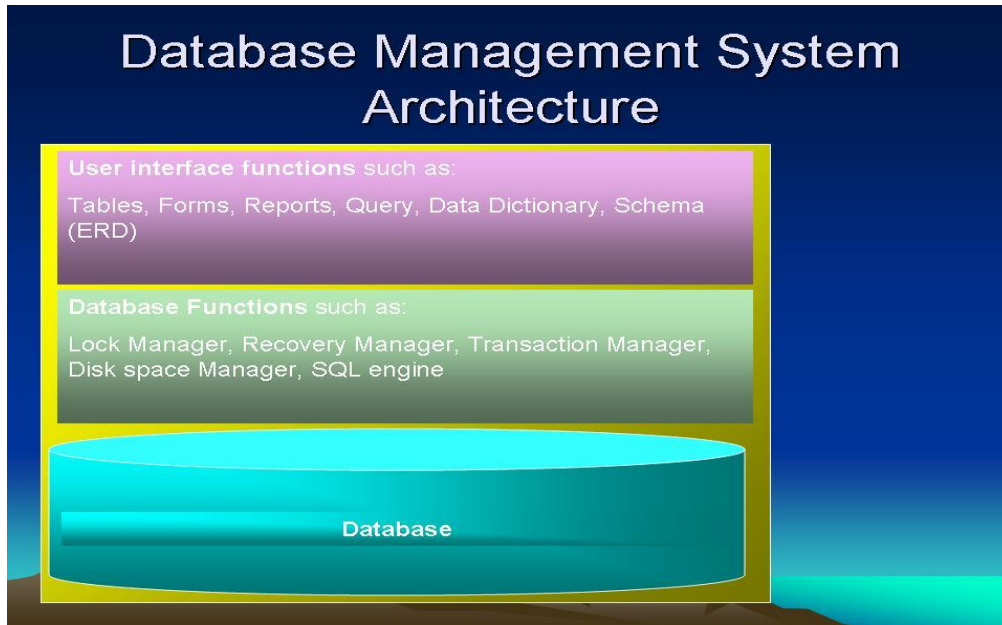 Database Management System
Architecture
User interface functions such as:
Tables, Forms, Reports, Query, Data Dictionary, Schema
(ERD)
Database Functions such as:
Lock Manager, Recovery Manager, Transaction Manager,
Disk space Manager, SQL engine
Database